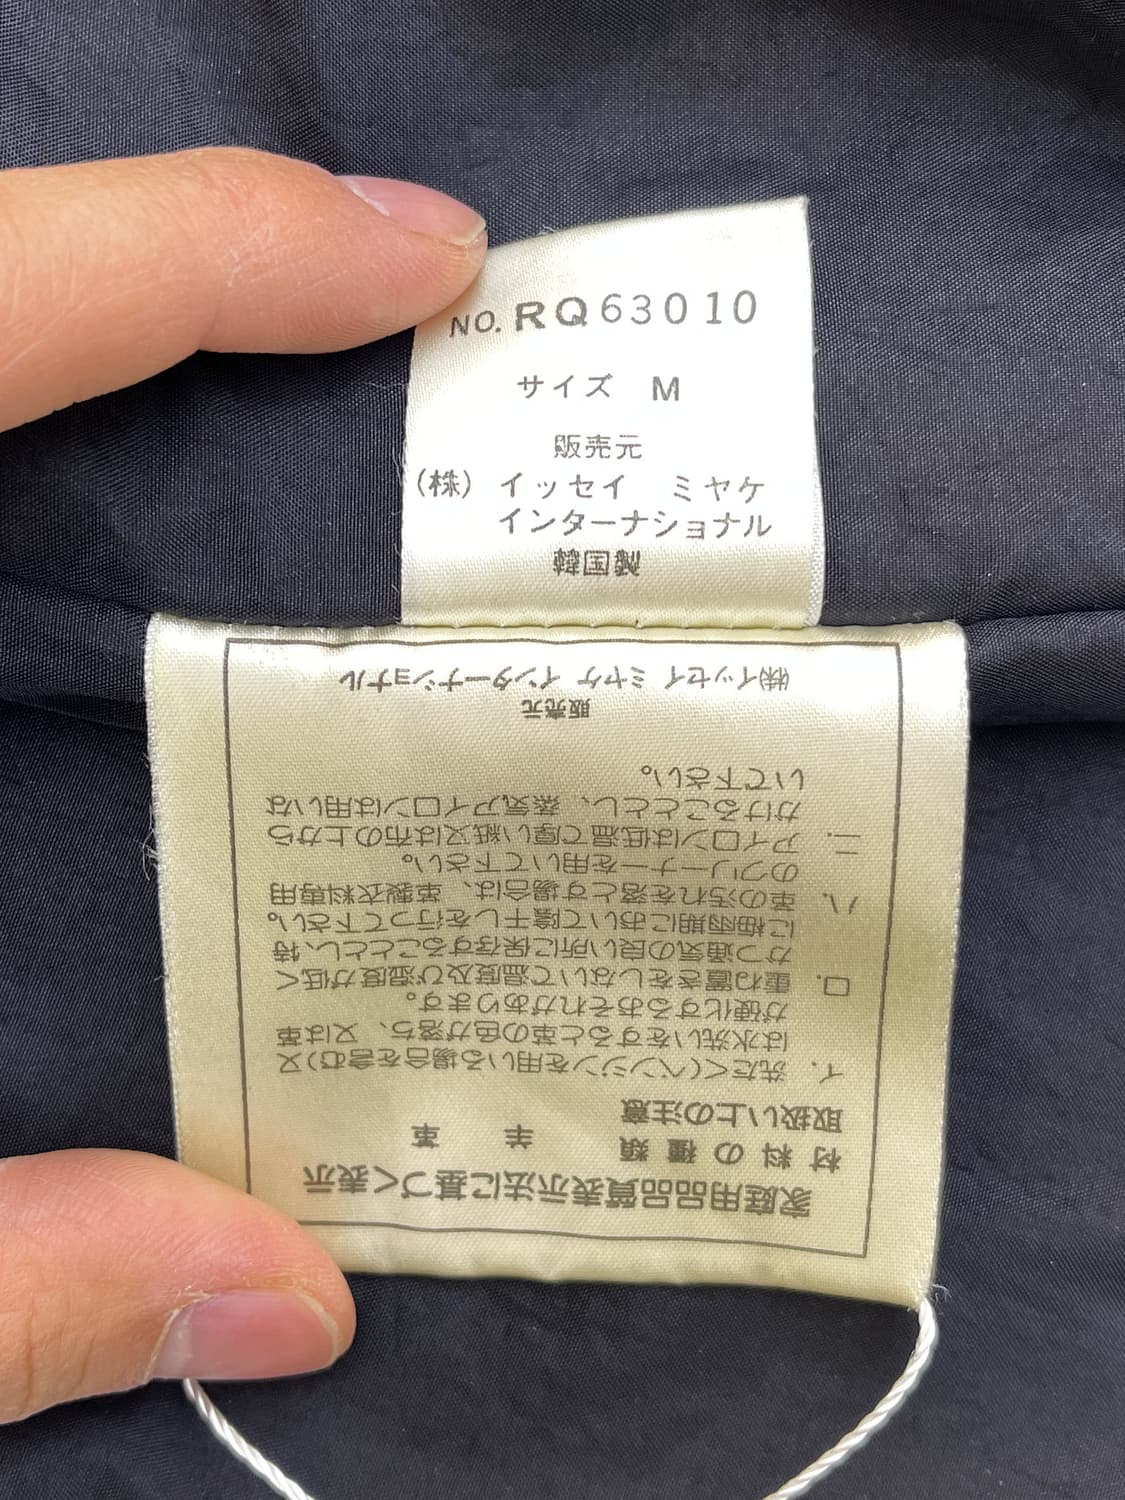 NO. RQ63010
サイズ M
販売元
(株) イッセイ ミヤケ
インターナショナル
韓国製
家庭用品品質表示法に基づく表示
材料の種類 羊 革
取扱い上の注意
イ. 洗たく(ベンジンを用いる場合を含む)又
は水洗いをすると革の色が落ち、又は革
が硬化するおそれがあります。
ロ. 重ね置きをしないで温度及び湿度が低く
かつ通気の良い所に保存することとし、特
に梅雨期において陰干しを行って下さい。
ハ. 革の汚れを落とす場合は、革製衣料専用
のクリーナーを用いて下さい。
ニ. アイロンは低温で厚い紙又は布の上から
かけることとし、蒸気アイロンは用いな
いで下さい。
販売元
㈱イッセイ ミヤケ インターナショナル